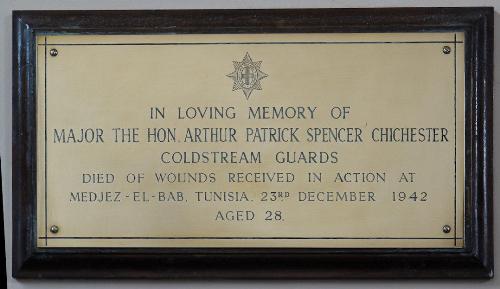 IN LOVING MEMORY OF
MAJOR THE HON. ARTHUR PATRICK SPENCER CHICHESTER
COLDSTREAM GUARDS
DIED OF WOUNDS RECEIVED IN ACTION AT
MEDJEZ-EL-BAB, TUNISIA. 23RD DECEMBER 1942
AGED 28.